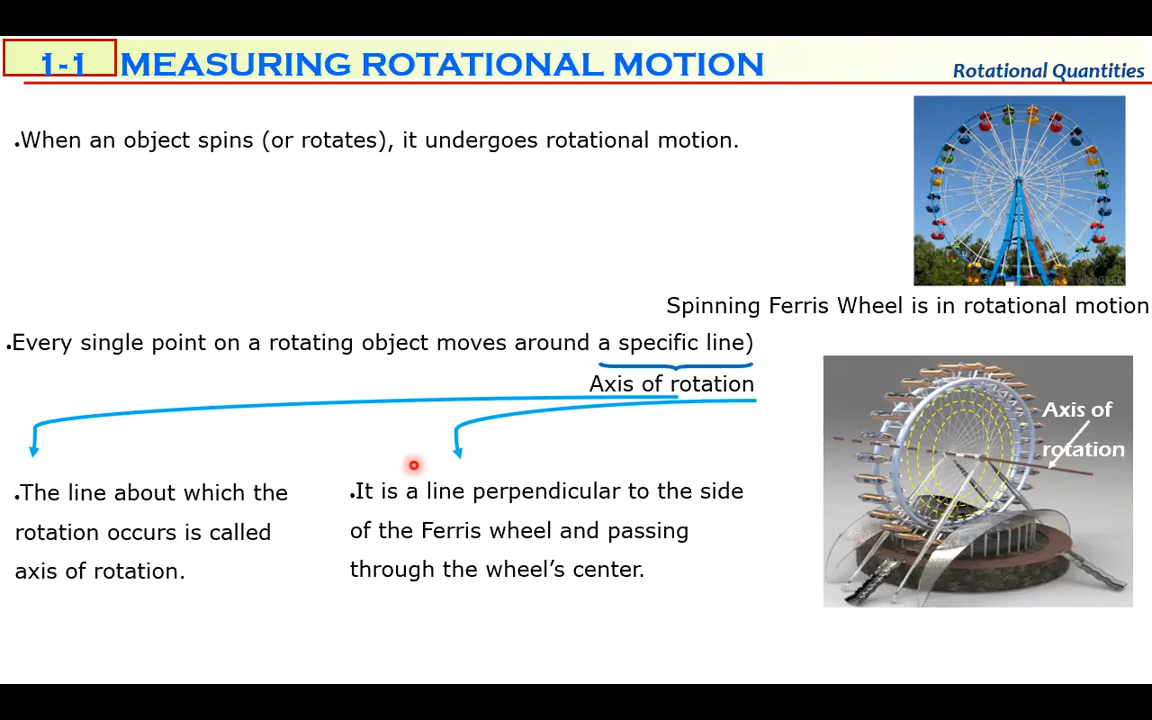 1-1 MEASURING ROTATIONAL MOTION
Rotational Quantities
.When an object spins (or rotates), it undergoes rotational motion.
Spinning Ferris Wheel is in rotational motion
.Every single point on a rotating object moves around a specific line)
Axis of rotation
Axis of
rotation
.The line about which the
rotation occurs is called
axis of rotation.
.It is a line perpendicular to the side
of the Ferris wheel and passing
through the wheel's center.